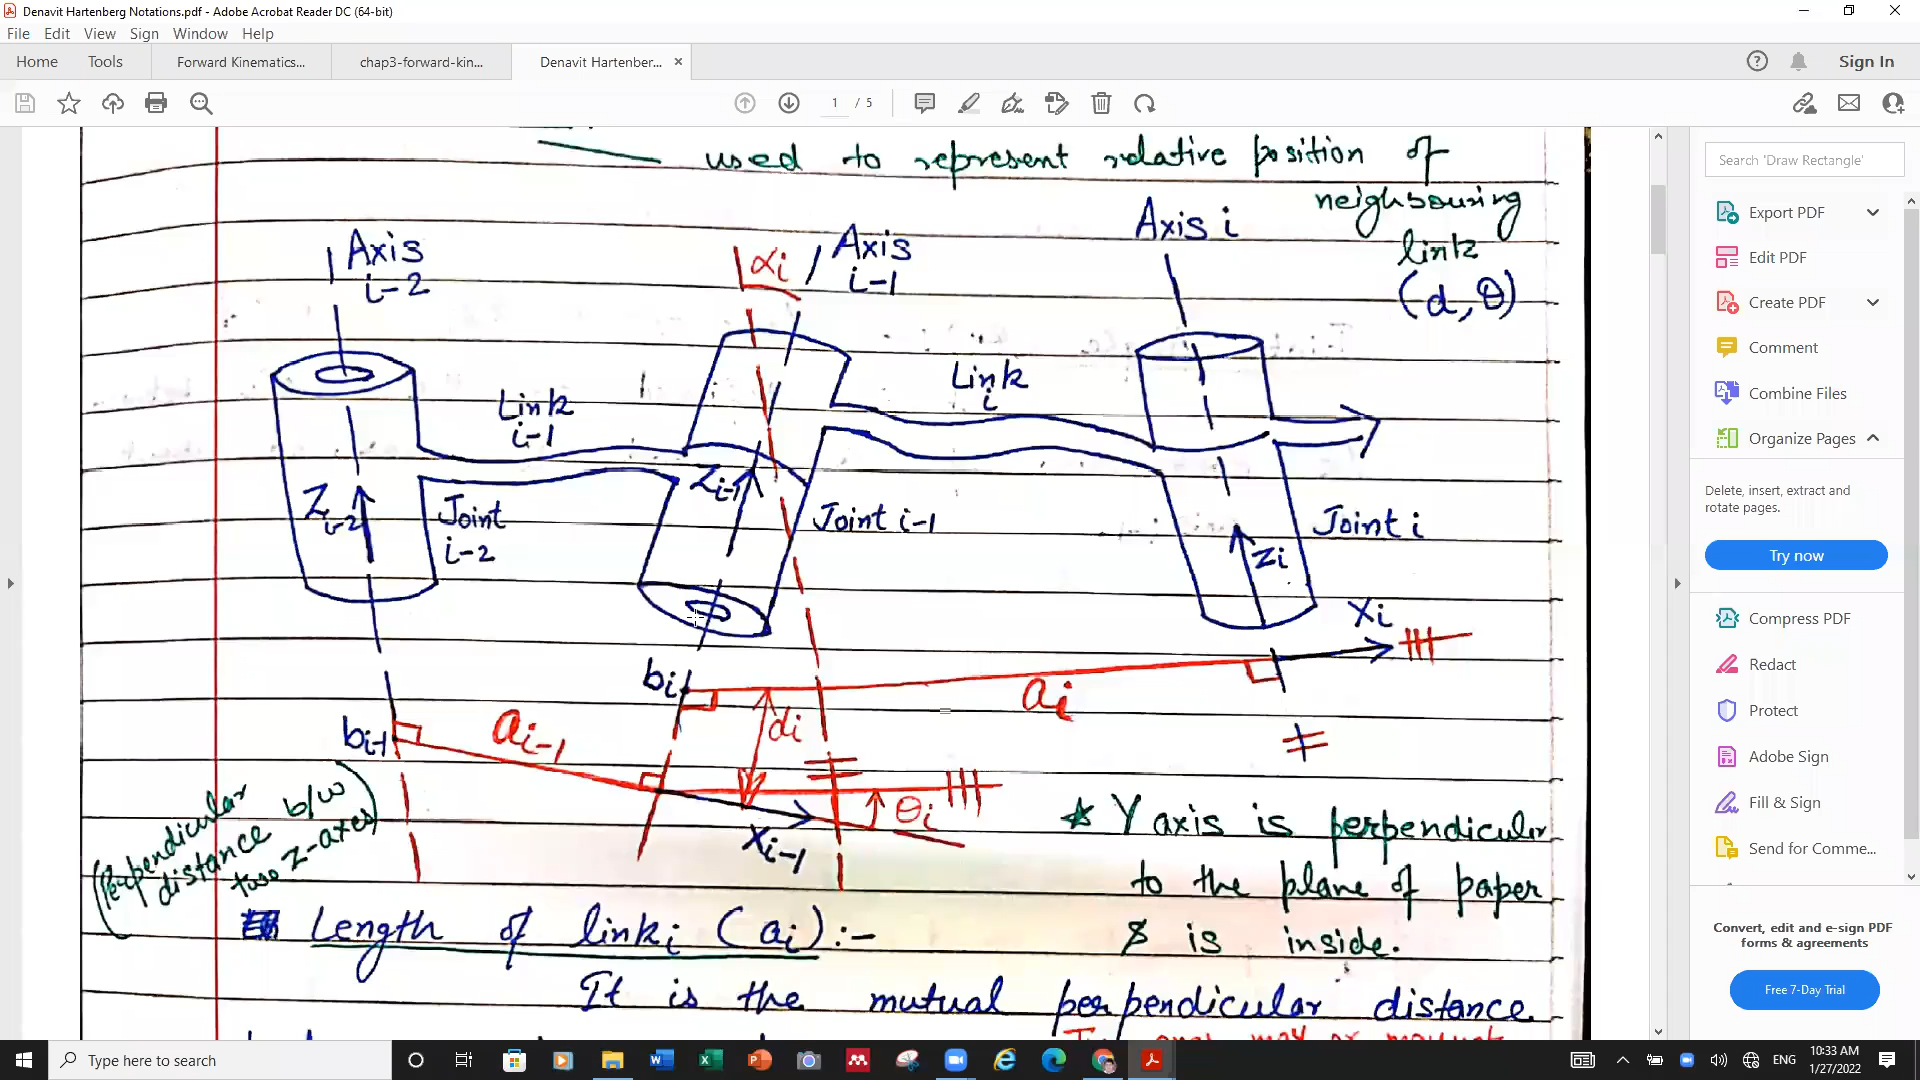 Denavit Hartenberg Notations.pdf - Adobe Acrobat Reader DC (64-bit)
File Edit View Sign Window Help
Home Tools Forward Kinematics... chap3-forward-kin... Denavit Hartenber... × Sign In
1 / 5
used to represent relative position of
neighbouring
link
(d, θ)
Axis
i-2
αi
Axis
i-1
Axis i
Link
i-1
Link
i
Zi-2
Joint
i-2
Zi-1
Joint i-1
Zi
Joint i
Xi
bi
ai
bi-1
ai-1
di
θi
Xi-1
(Perpendicular
distance b/w
two Z-axes)
* Y axis is perpendicular
to the plane of paper
& is inside.
Length of linki (ai):-
It is the mutual perpendicular distance
Search 'Draw Rectangle'
Export PDF
Edit PDF
Create PDF
Comment
Combine Files
Organize Pages
Delete, insert, extract and
rotate pages.
Try now
Compress PDF
Redact
Protect
Adobe Sign
Fill & Sign
Send for Comme...
Convert, edit and e-sign PDF
forms & agreements
Free 7-Day Trial
Type here to search
ENG
10:33 AM
1/27/2022